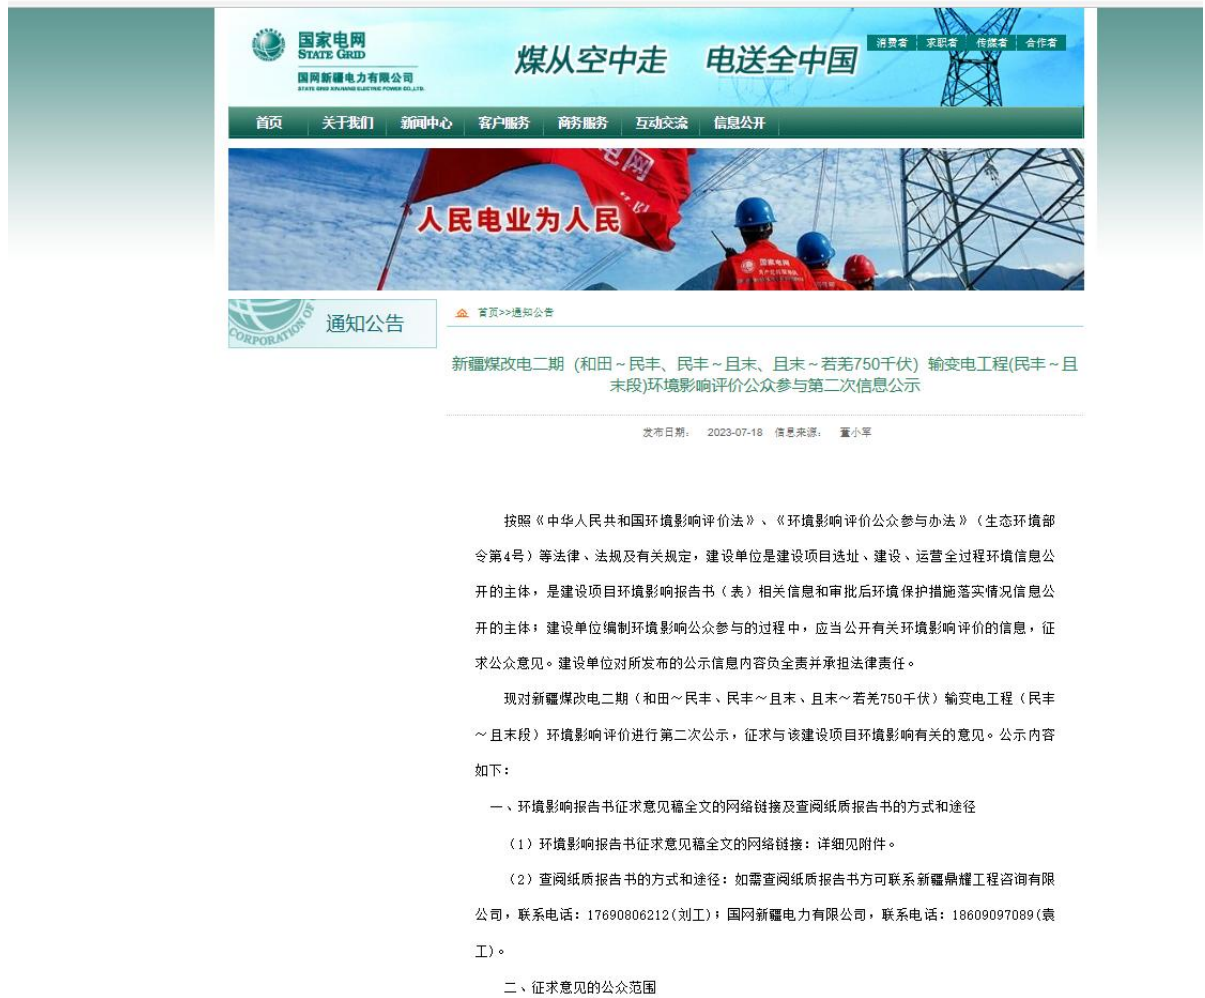 国家电网
STATE GRID
国网新疆电力有限公司
STATE GRID XINJIANG ELECTRIC POWER CO.,LTD.
煤从空中走 电送全中国
消费者 求职者 传媒者 合作者
首页 关于我们 新闻中心 客户服务 商务服务 互动交流 信息公开
电网
人民电业为人民
国家电网
CORPORATION OF
通知公告
首页>>通知公告
新疆煤改电二期（和田～民丰、民丰～且末、且末～若羌750千伏）输变电工程(民丰～且
末段)环境影响评价公众参与第二次信息公示
发布日期： 2023-07-18 信息来源： 董小军
按照《中华人民共和国环境影响评价法》、《环境影响评价公众参与办法》（生态环境部
令第4号）等法律、法规及有关规定，建设单位是建设项目选址、建设、运营全过程环境信息公
开的主体，是建设项目环境影响报告书（表）相关信息和审批后环境保护措施落实情况信息公
开的主体；建设单位编制环境影响公众参与的过程中，应当公开有关环境影响评价的信息，征
求公众意见。建设单位对所发布的公示信息内容负全责并承担法律责任。
现对新疆煤改电二期（和田～民丰、民丰～且末、且末～若羌750千伏）输变电工程（民丰
～且末段）环境影响评价进行第二次公示，征求与该建设项目环境影响有关的意见。公示内容
如下：
一、环境影响报告书征求意见稿全文的网络链接及查阅纸质报告书的方式和途径
（1）环境影响报告书征求意见稿全文的网络链接：详细见附件。
（2）查阅纸质报告书的方式和途径：如需查阅纸质报告书方可联系新疆鼎耀工程咨询有限
公司，联系电话：17690806212(刘工)；国网新疆电力有限公司，联系电话：18609097089(袁
工)。
二、征求意见的公众范围